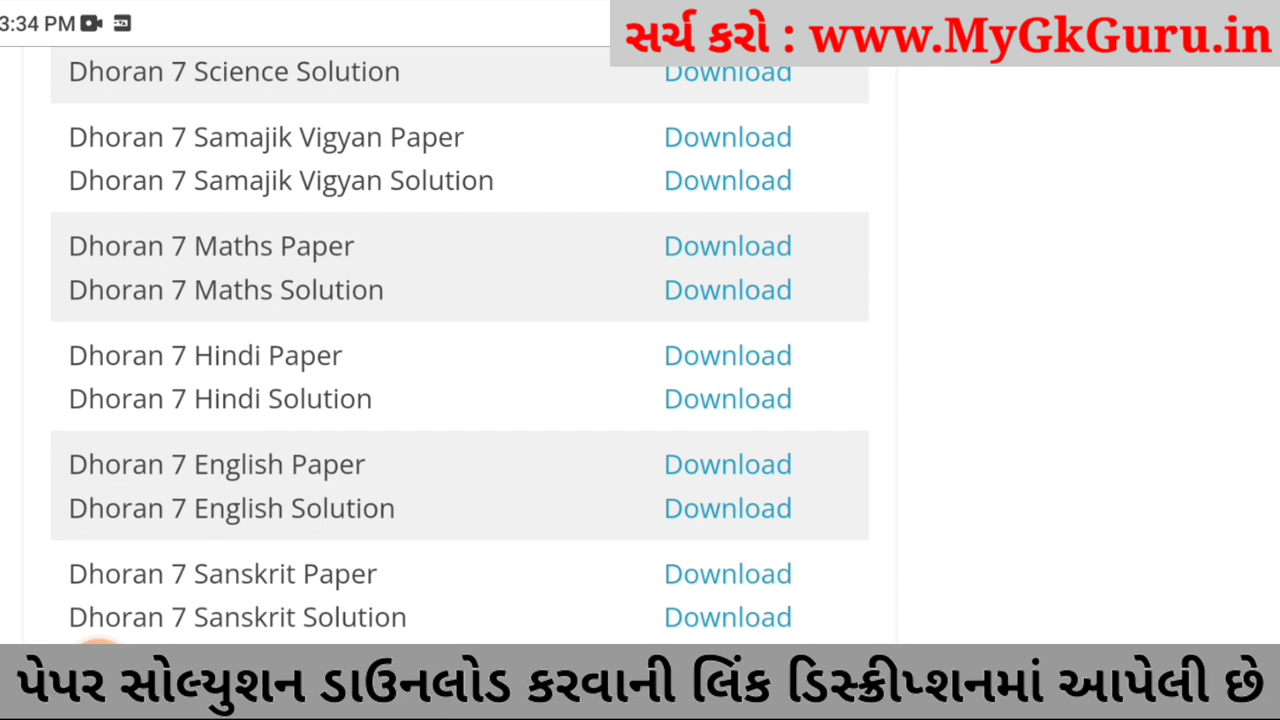 3:34 PM
સર્ચ કરો : www.MyGkGuru.in
Dhoran 7 Science Solution Download
Dhoran 7 Samajik Vigyan Paper Download
Dhoran 7 Samajik Vigyan Solution Download
Dhoran 7 Maths Paper Download
Dhoran 7 Maths Solution Download
Dhoran 7 Hindi Paper Download
Dhoran 7 Hindi Solution Download
Dhoran 7 English Paper Download
Dhoran 7 English Solution Download
Dhoran 7 Sanskrit Paper Download
Dhoran 7 Sanskrit Solution Download
પેપર સોલ્યુશન ડાઉનલોડ કરવાની લિંક ડિસ્ક્રીપ્શનમાં આપેલી છે